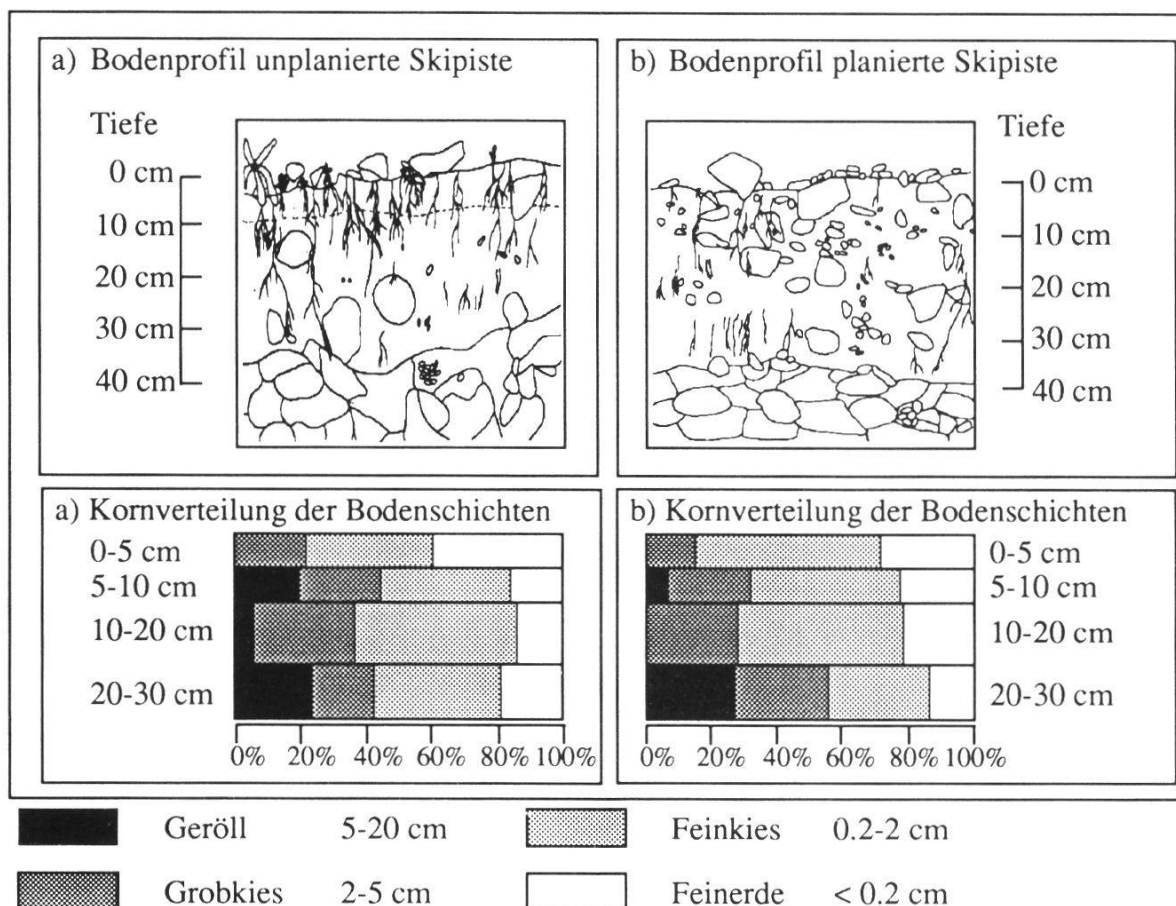 a) Bodenprofil unplanierte Skipiste
Tiefe
0 cm
10 cm
20 cm
30 cm
40 cm
b) Bodenprofil planierte Skipiste
Tiefe
0 cm
10 cm
20 cm
30 cm
40 cm
a) Kornverteilung der Bodenschichten
0-5 cm
5-10 cm
10-20 cm
20-30 cm
0% 20% 40% 60% 80% 100%
b) Kornverteilung der Bodenschichten
0-5 cm
5-10 cm
10-20 cm
20-30 cm
0% 20% 40% 60% 80% 100%
Geröll 5-20 cm
Feinkies 0.2-2 cm
Grobkies 2-5 cm
Feinerde < 0.2 cm